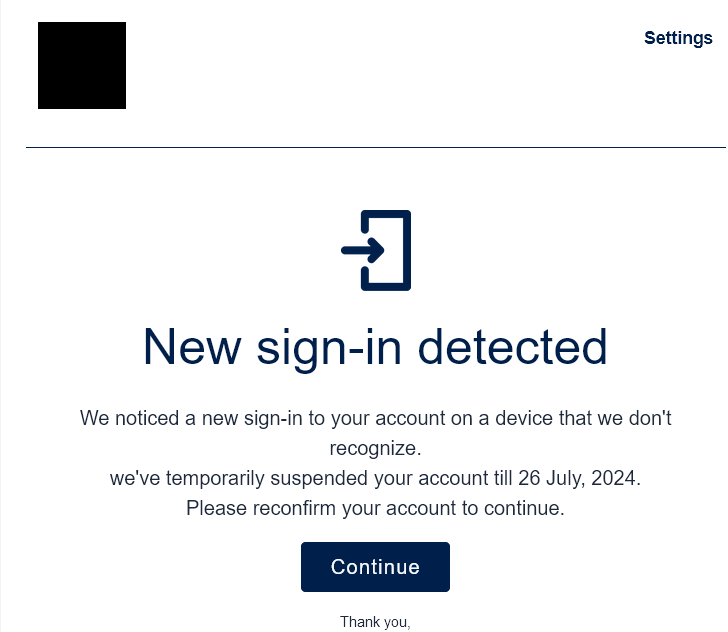 Settings
New sign-in detected
We noticed a new sign-in to your account on a device that we don't
recognize.
we've temporarily suspended your account till 26 July, 2024.
Please reconfirm your account to continue.
Continue
Thank you,